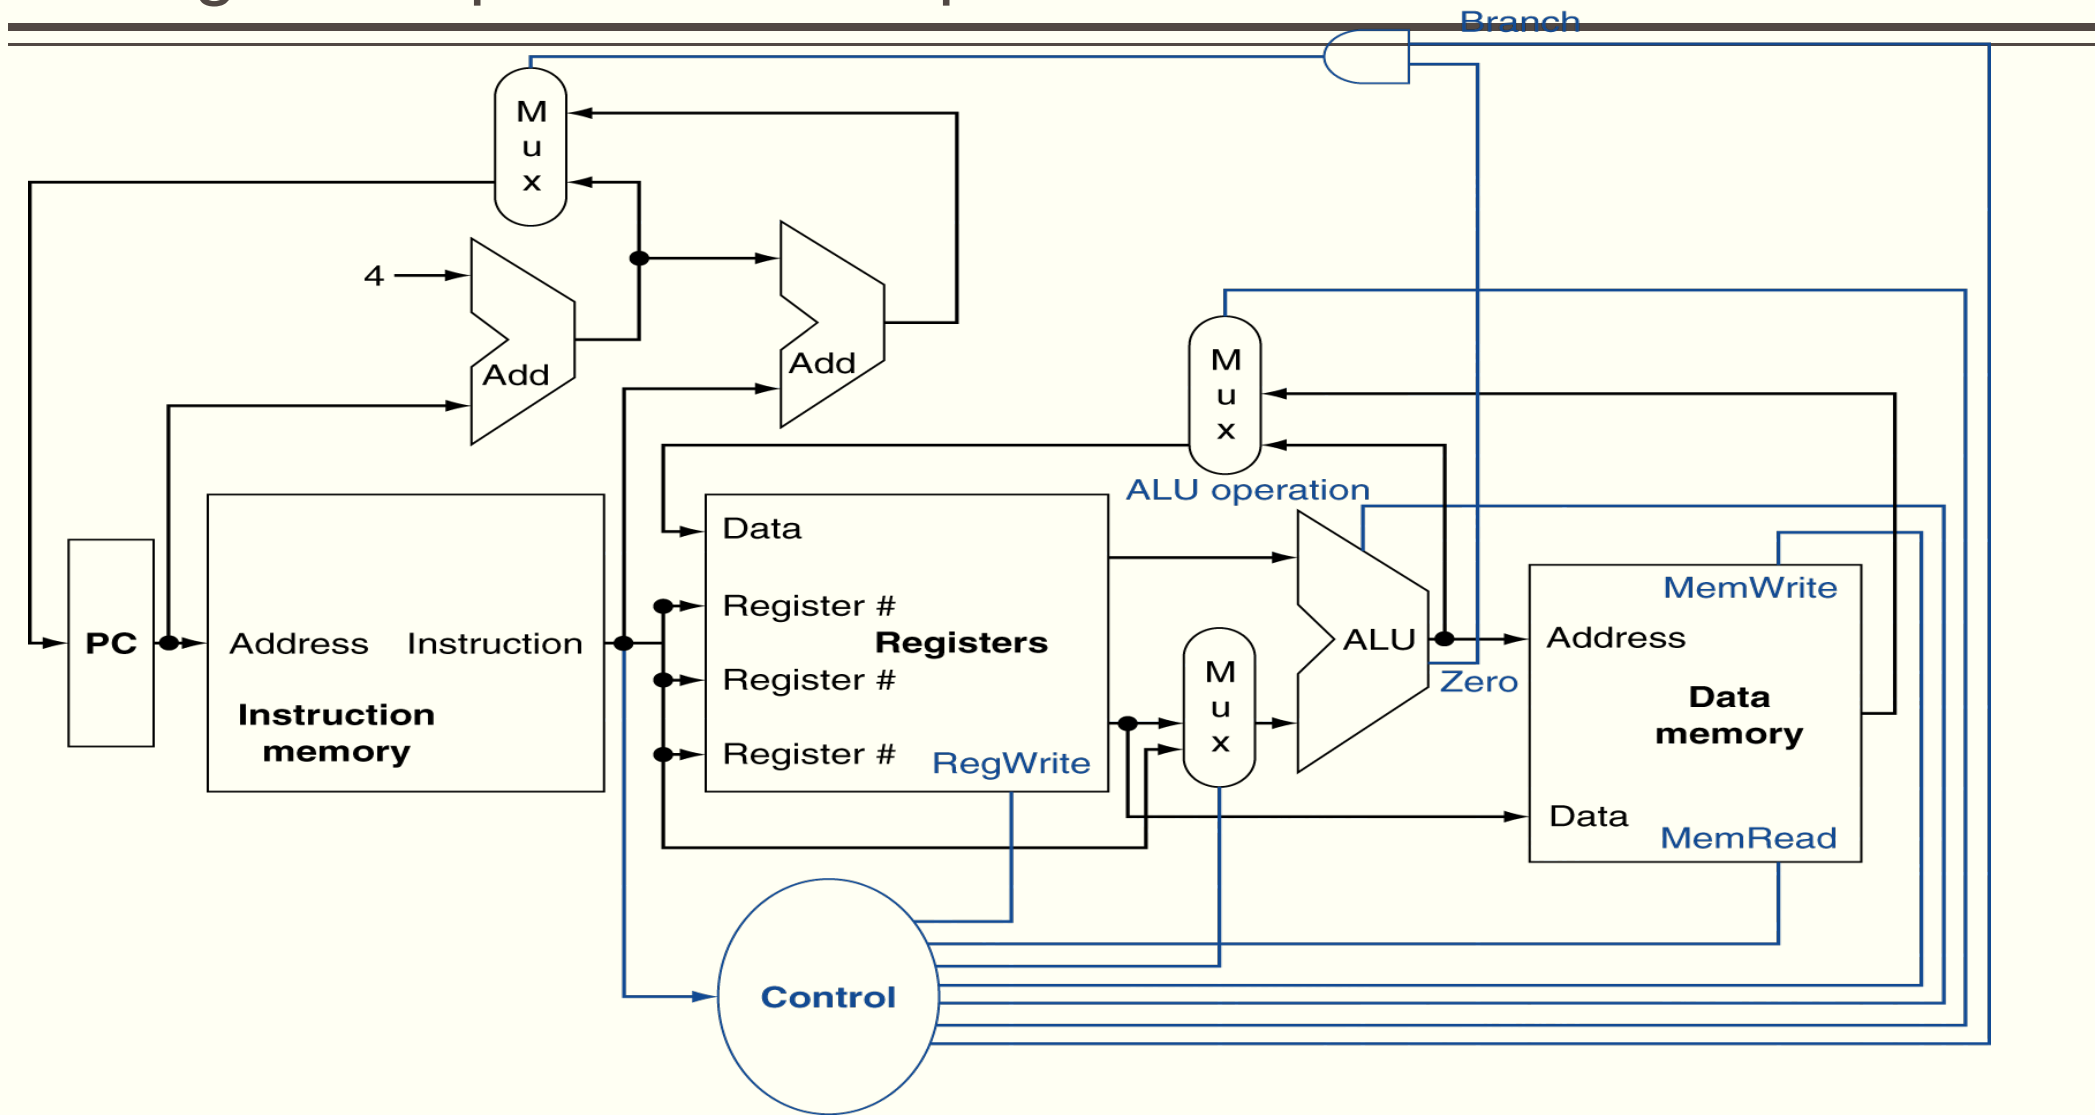 Branch
M
u
x
4
Add
Add
M
u
x
ALU operation
Data
Register #
Registers
Register #
Register #
RegWrite
PC
Address Instruction
Instruction
memory
M
u
x
ALU
Zero
MemWrite
Address
Data
memory
Data
MemRead
Control